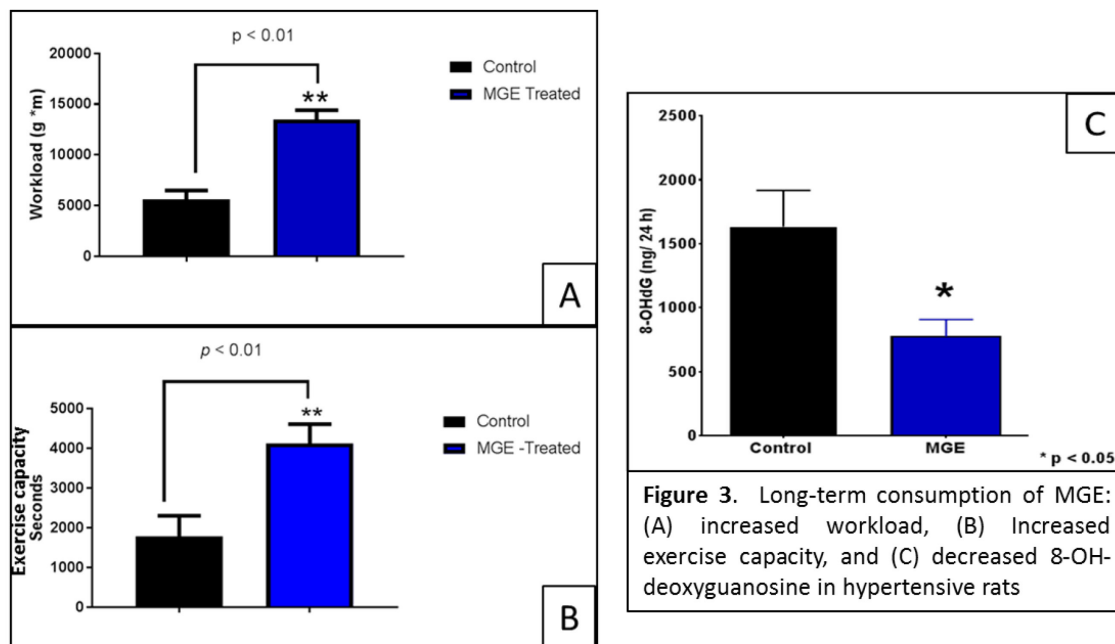 p < 0.01
20000
15000
10000
5000
0
Workload (g *m)
**
Control
MGE Treated
A
p < 0.01
5000
4000
3000
2000
1000
0
Exercise capacity
Seconds
**
Control
MGE -Treated
B
C
2500
2000
1500
1000
500
0
8-OHdG (ng/ 24 h)
*
Control MGE
* p < 0.05
Figure 3. Long-term consumption of MGE:
(A) increased workload, (B) Increased
exercise capacity, and (C) decreased 8-OH-
deoxyguanosine in hypertensive rats